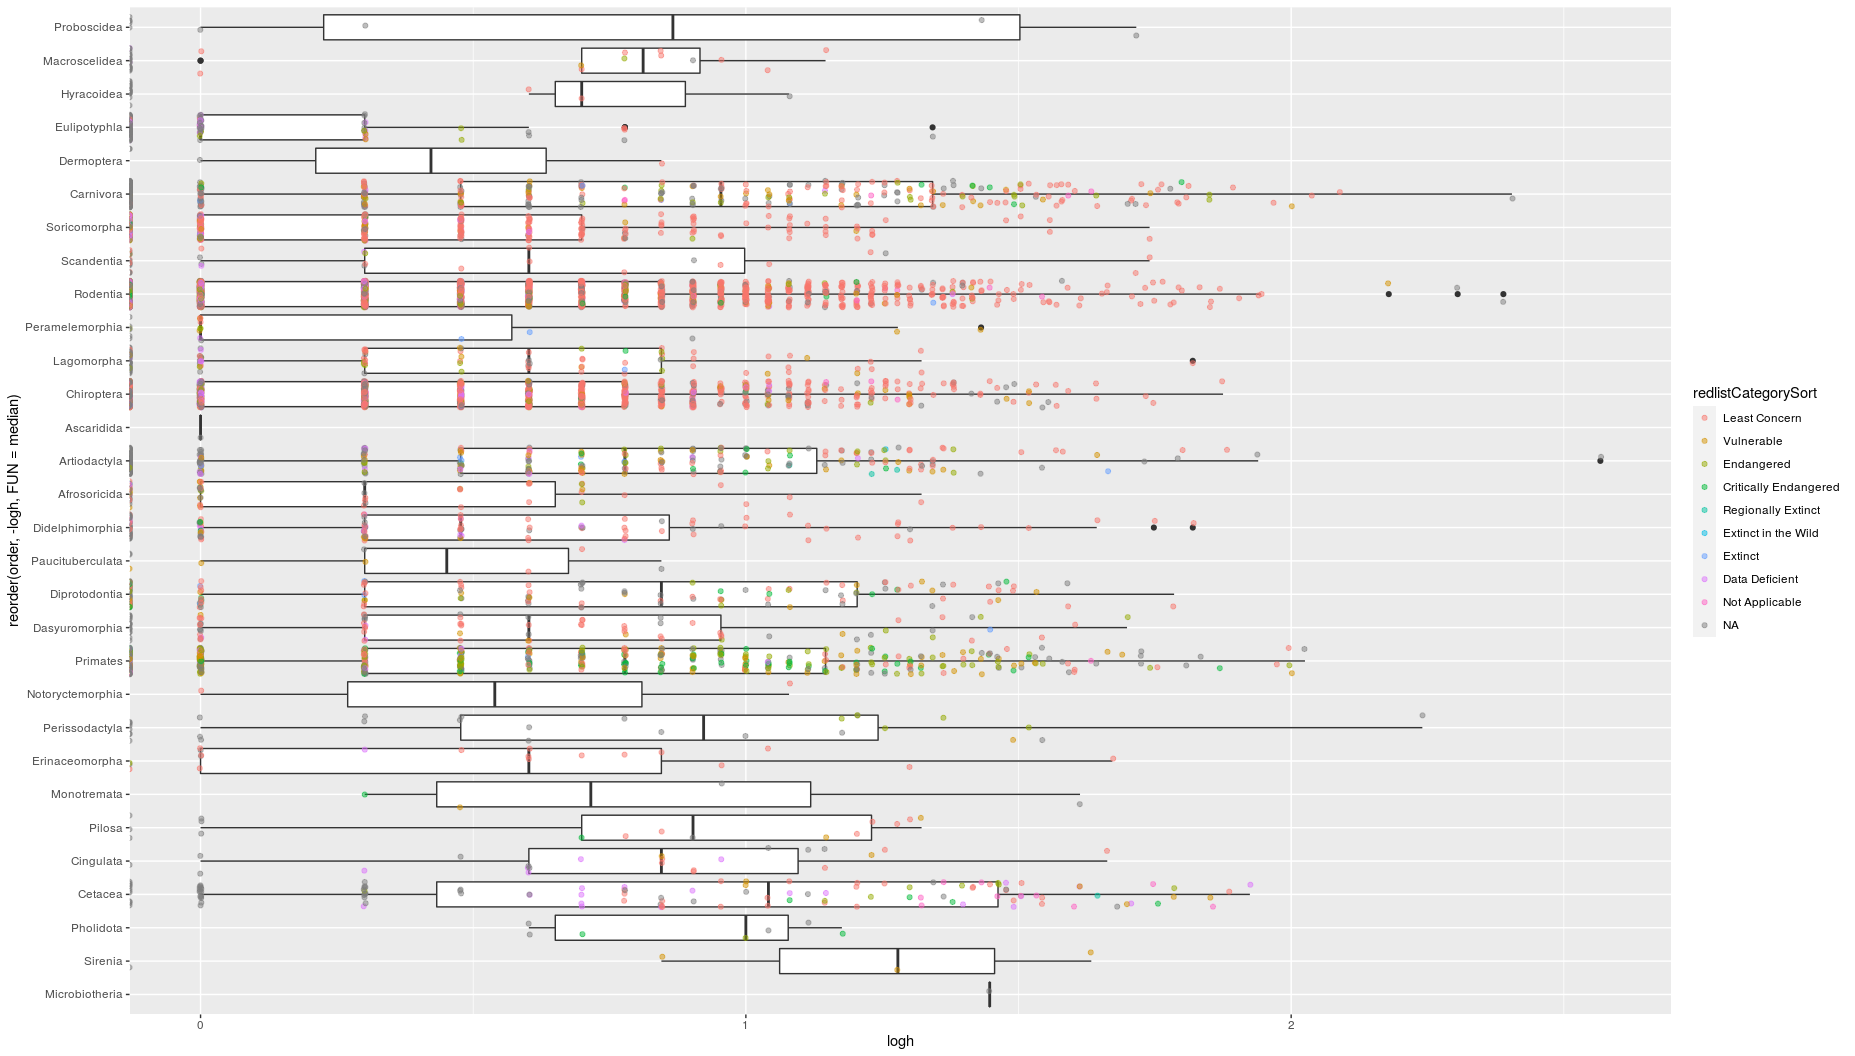 Proboscidea
Macroscelidea
Hyracoidea
Eulipotyphla
Dermoptera
Carnivora
Soricomorpha
Scandentia
Rodentia
Peramelemorphia
Lagomorpha
Chiroptera
Ascaridida
Artiodactyla
Afrosoricida
Didelphimorphia
Paucituberculata
Diprotodontia
Dasyuromorphia
Primates
Notoryctemorphia
Perissodactyla
Erinaceomorpha
Monotremata
Pilosa
Cingulata
Cetacea
Pholidota
Sirenia
Microbiotheria
reorder(order, -logh, FUN = median)
0 1 2
logh
redlistCategorySort
Least Concern
Vulnerable
Endangered
Critically Endangered
Regionally Extinct
Extinct in the Wild
Extinct
Data Deficient
Not Applicable
NA